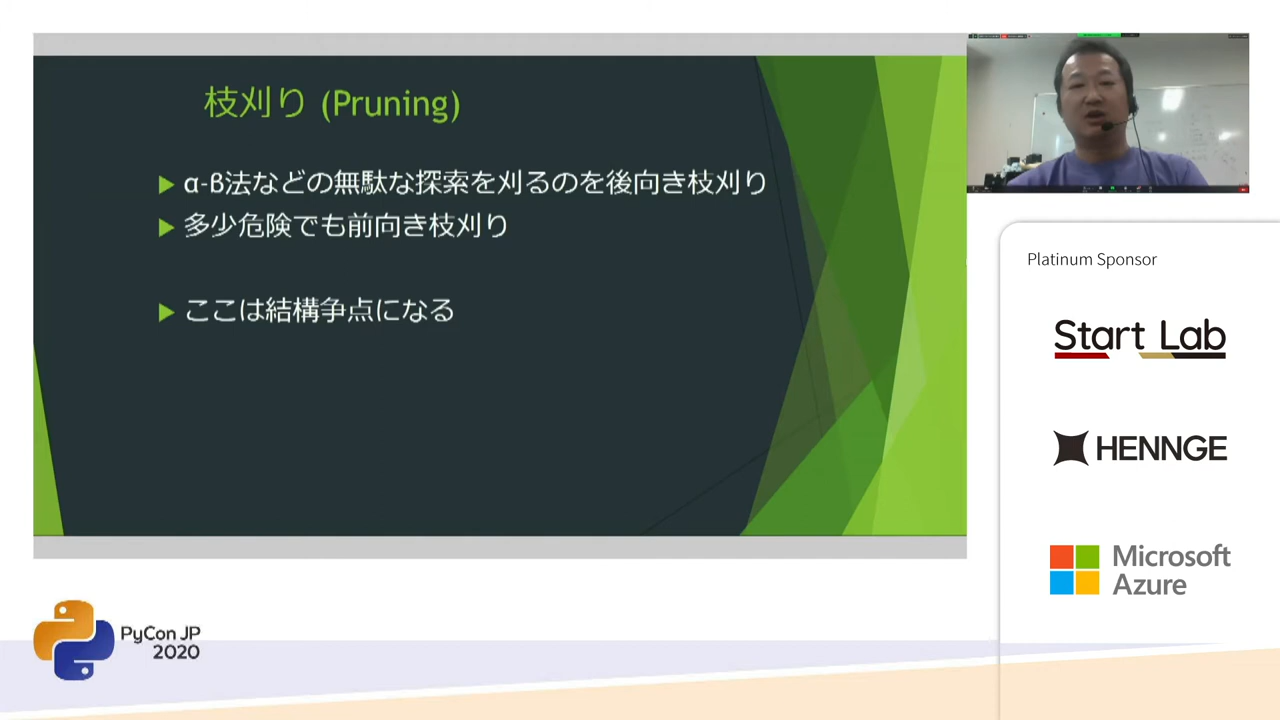 枝刈り (Pruning)
α-β法などの無駄な探索を刈るのを後向き枝刈り
多少危険でも前向き枝刈り
ここは結構争点になる
Platinum Sponsor
Start Lab
HENNGE
Microsoft
Azure
PyCon JP
2020